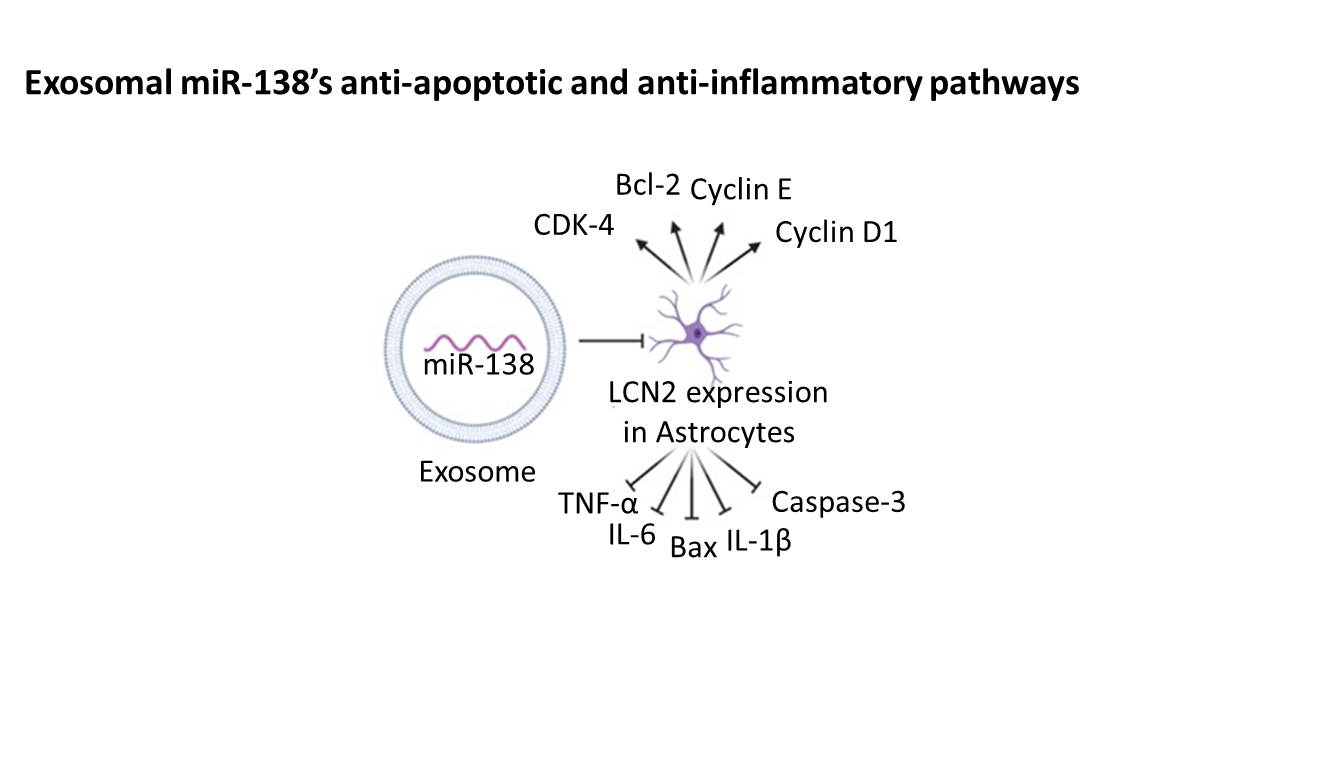 Exosomal miR-138’s anti-apoptotic and anti-inflammatory pathways
Bcl-2
Cyclin E
CDK-4
Cyclin D1
miR-138
LCN2 expression
in Astrocytes
Exosome
TNF-α
Caspase-3
IL-6
Bax
IL-1β